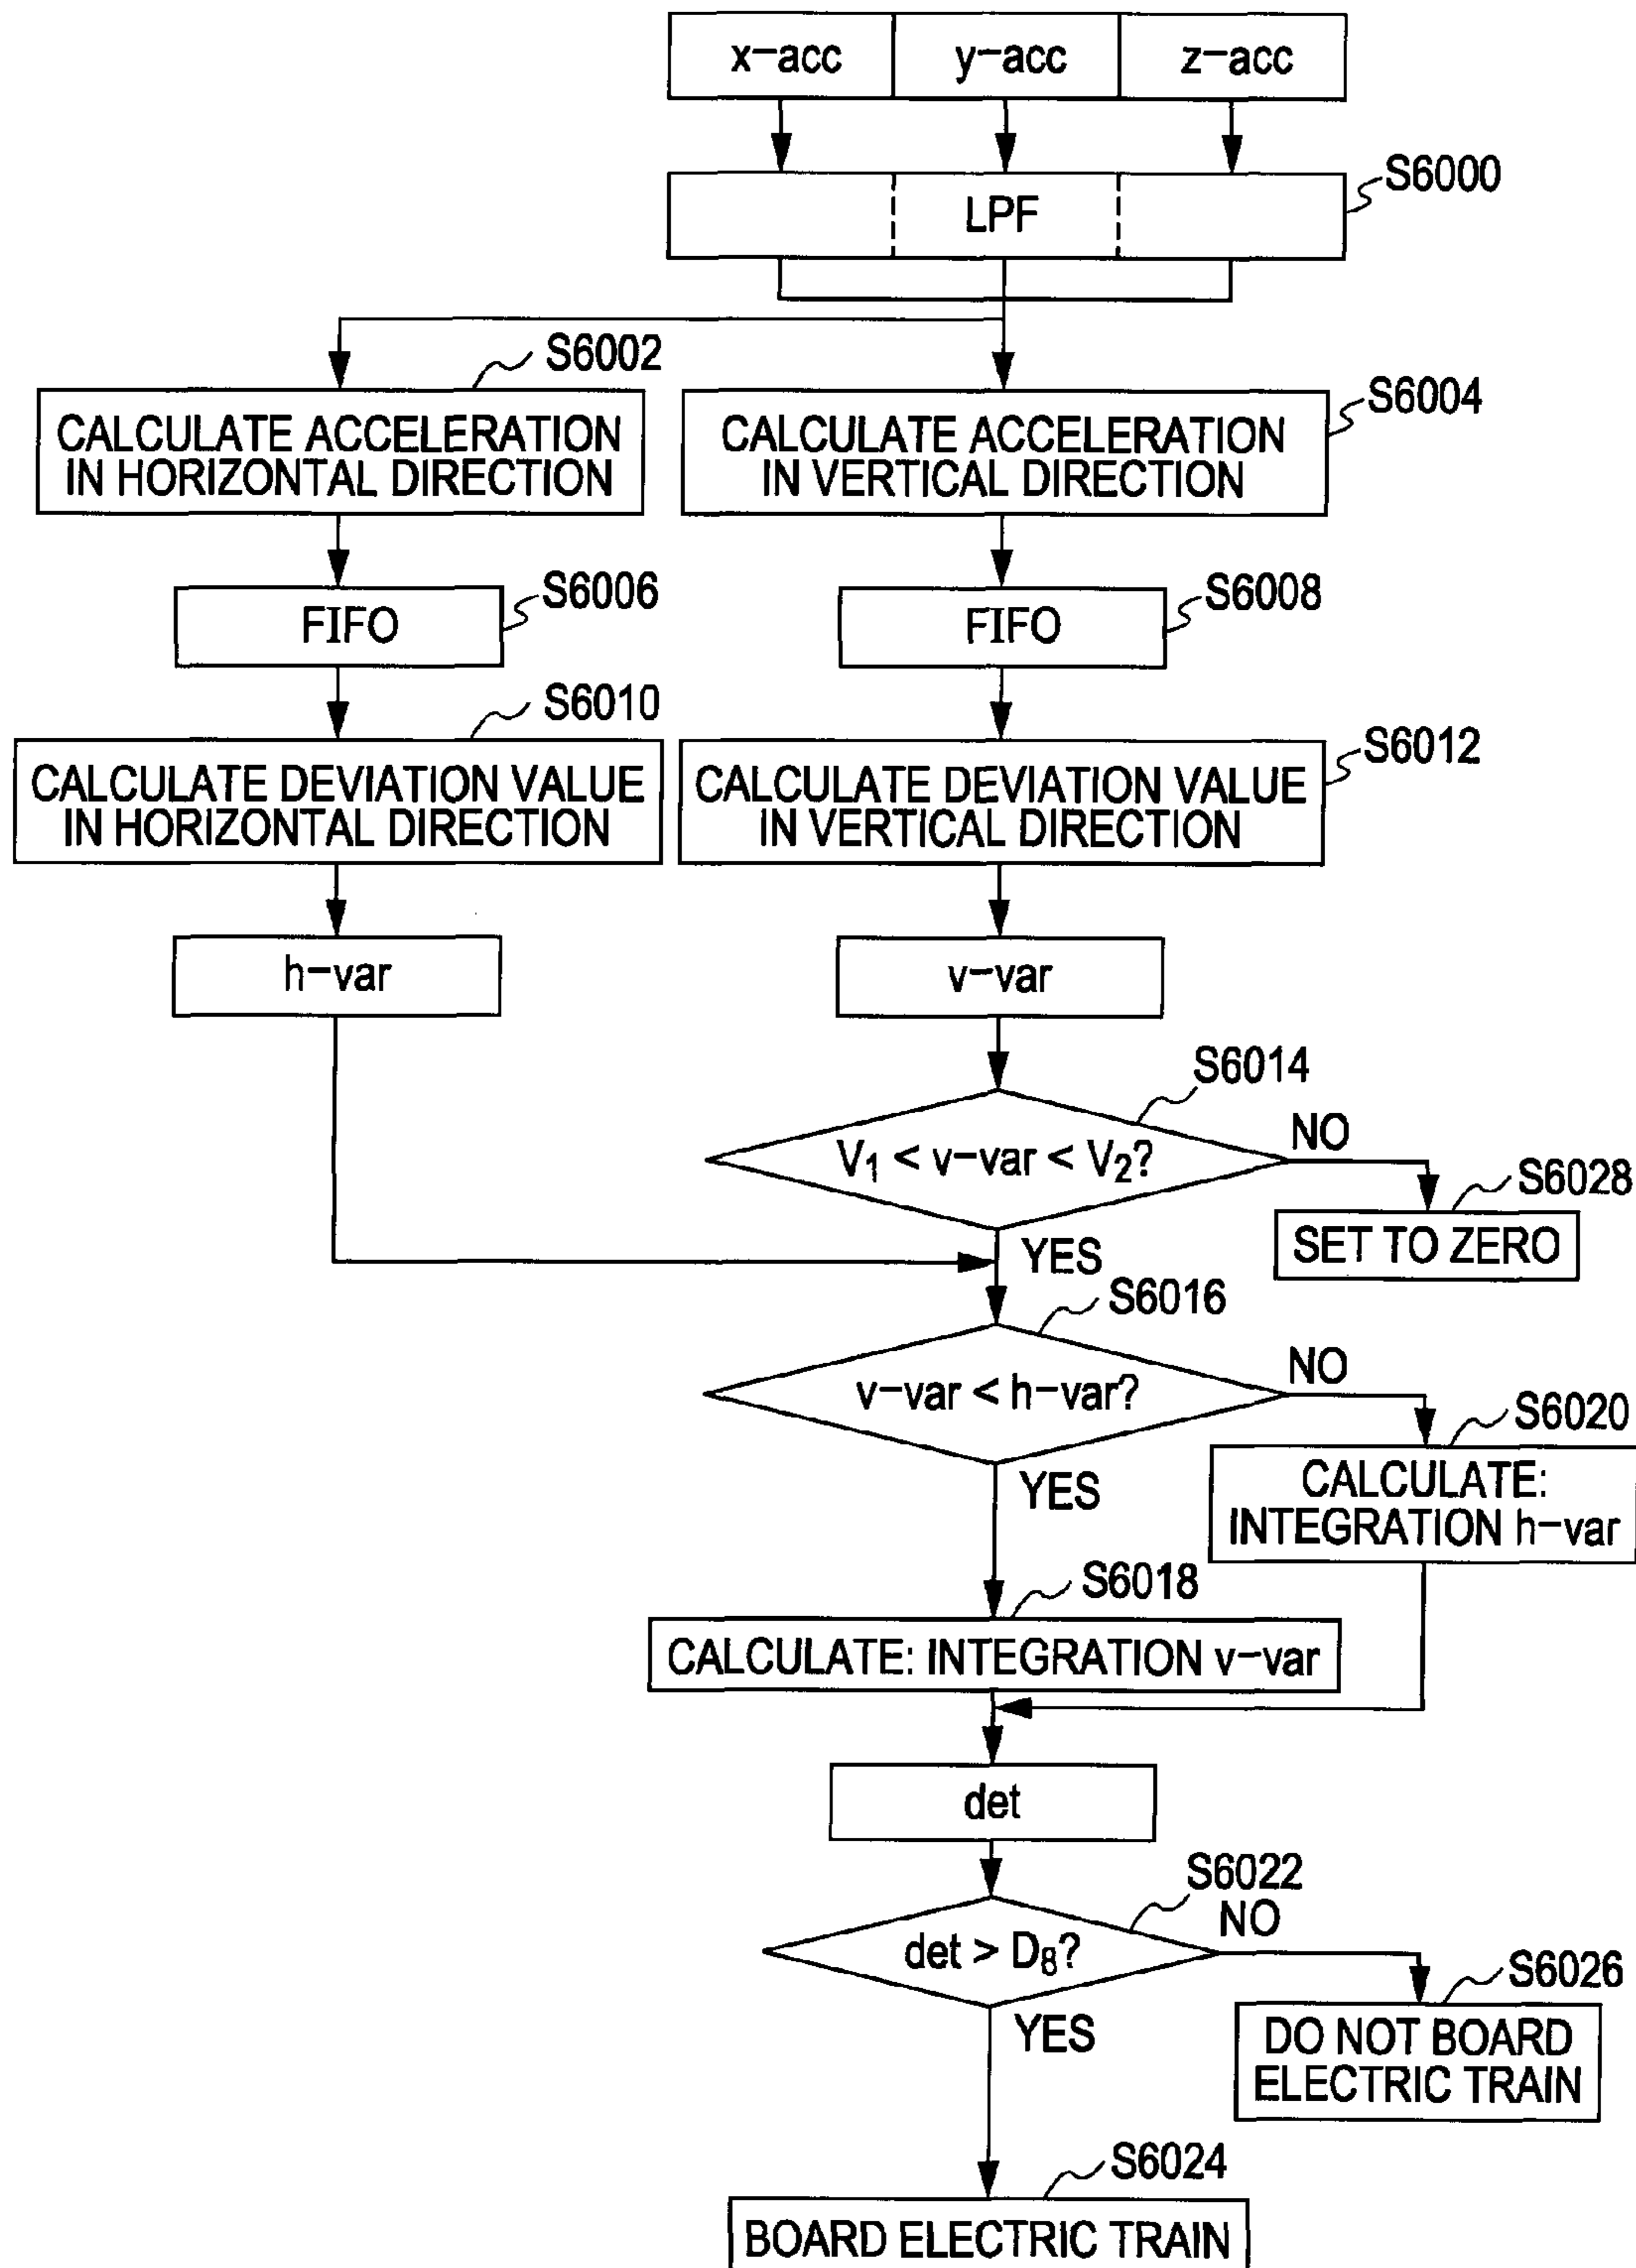 x-acc
y-acc
z-acc
LPF
S6000
S6002
CALCULATE ACCELERATION
IN HORIZONTAL DIRECTION
S6004
CALCULATE ACCELERATION
IN VERTICAL DIRECTION
FIFO
S6006
FIFO
S6008
S6010
CALCULATE DEVIATION VALUE
IN HORIZONTAL DIRECTION
S6012
CALCULATE DEVIATION VALUE
IN VERTICAL DIRECTION
h-var
v-var
S6014
V₁ < v-var < V₂?
NO
S6028
SET TO ZERO
YES
S6016
v-var < h-var?
NO
S6020
CALCULATE:
INTEGRATION h-var
YES
S6018
CALCULATE: INTEGRATION v-var
det
S6022
det > D₈?
NO
S6026
DO NOT BOARD
ELECTRIC TRAIN
YES
S6024
BOARD ELECTRIC TRAIN